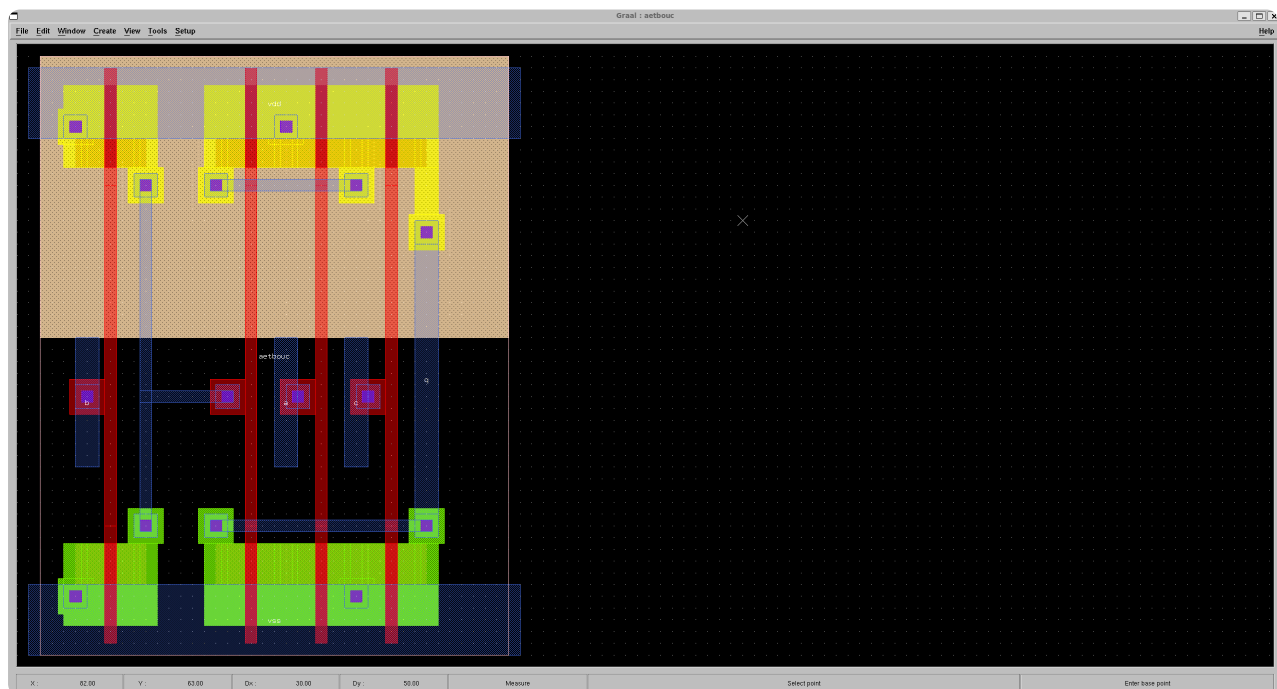 Graal : aetbouc
File Edit Window Create View Tools Setup Help
vdd
aetbouc
q
b a c
vss
X : 82.00 Y : 63.00 Dx : 30.00 Dy : 50.00 Measure Select point Enter base point